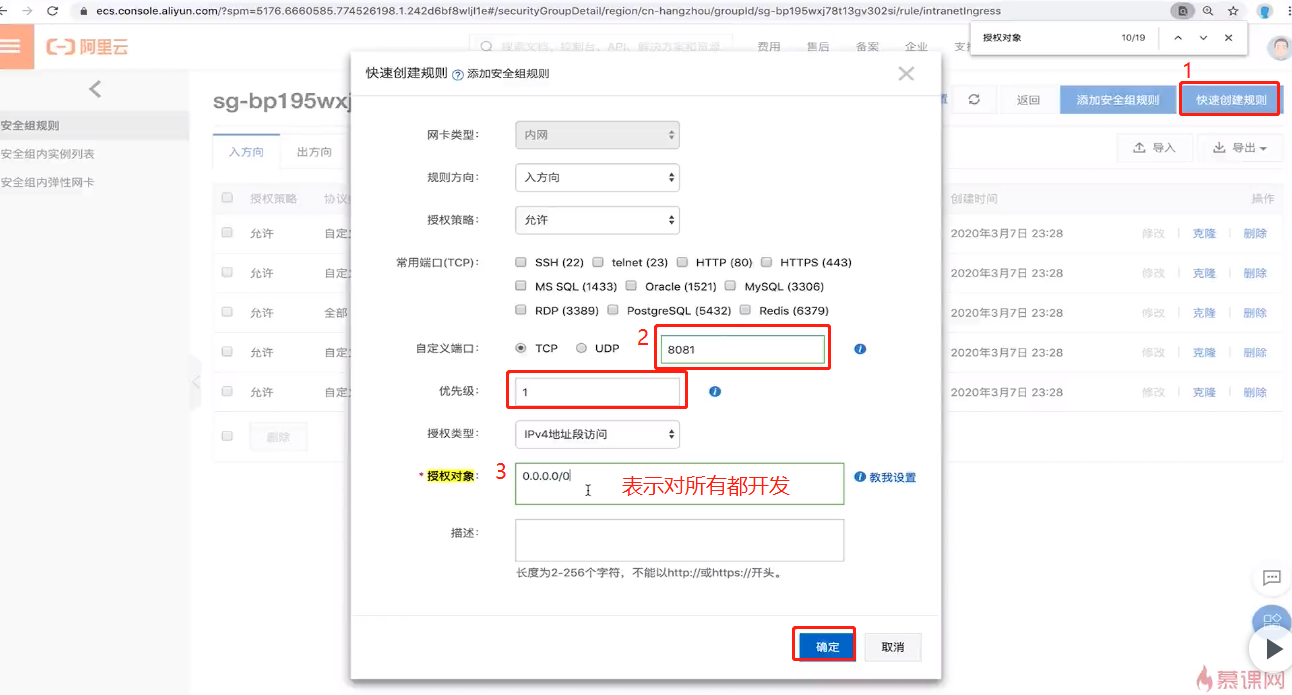 ecs.console.aliyun.com/?spm=5176.6660585.774526198.1.242d6bf8wljI1e#/securityGroupDetail/region/cn-hangzhou/groupId/sg-bp195wxj78t13gv302si/rule/intranetIngress
授权对象 10/19
阿里云
搜索文档、控制台、API、解决方案和资源 费用 售后 备案 企业 支持
1
sg-bp195wxj
返回 添加安全组规则 快速创建规则
安全组规则
安全组内实例列表
安全组内弹性网卡
入方向 出方向
导入 导出
授权策略 协议 创建时间 操作
允许 自定 2020年3月7日 23:28 修改 克隆 删除
允许 自定 2020年3月7日 23:28 修改 克隆 删除
允许 全部 2020年3月7日 23:28 修改 克隆 删除
允许 自定 2020年3月7日 23:28 修改 克隆 删除
允许 自定 2020年3月7日 23:28 修改 克隆 删除
删除
快速创建规则 ? 添加安全组规则
网卡类型: 内网
规则方向: 入方向
授权策略: 允许
常用端口(TCP): SSH (22) telnet (23) HTTP (80) HTTPS (443)
MS SQL (1433) Oracle (1521) MySQL (3306)
RDP (3389) PostgreSQL (5432) Redis (6379)
自定义端口: TCP UDP 2 8081
优先级: 1
授权类型: IPv4地址段访问
* 授权对象: 3 0.0.0.0/0 表示对所有都开发 教我设置
描述:
长度为2-256个字符，不能以http://或https://开头。
确定 取消
慕课网